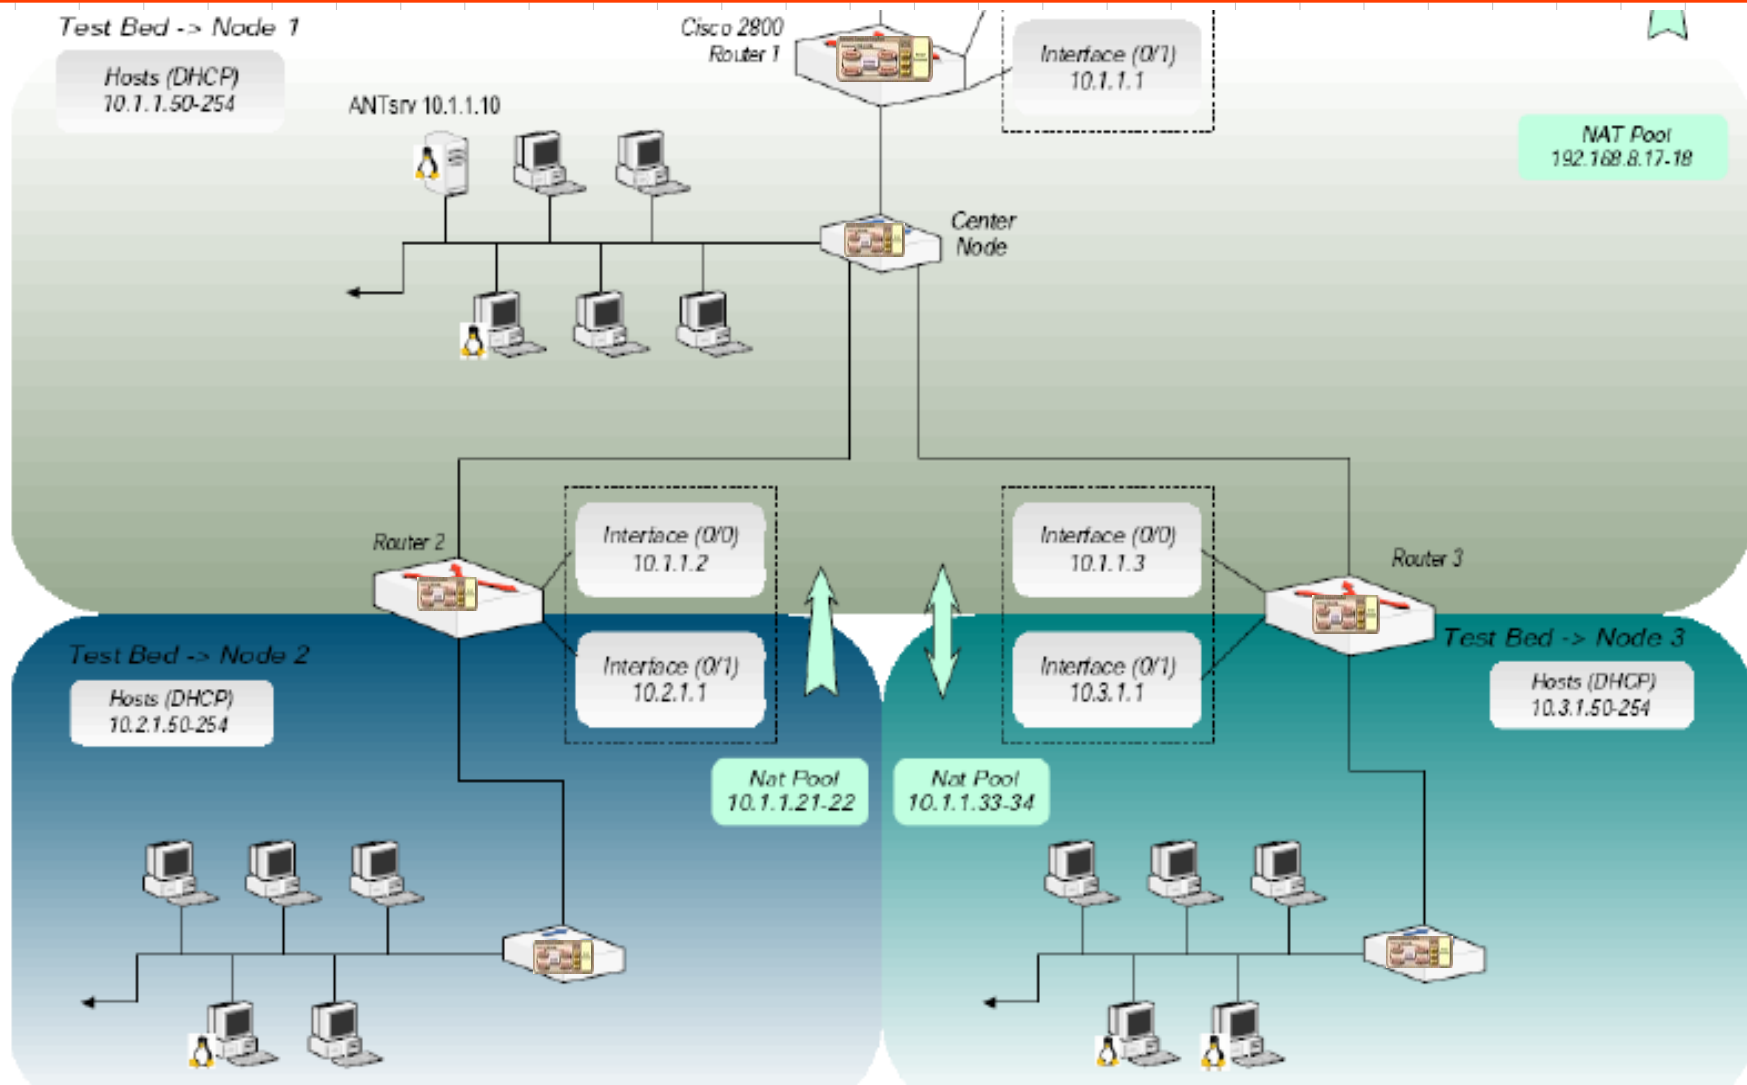 Test Bed -> Node 1
Hosts (DHCP)
10.1.1.50-254
Cisco 2800
Router 1
Interface (0/1)
10.1.1.1
ANTsrv 10.1.1.10
NAT Pool
192.168.8.17-18
Center
Node
Router 2
Interface (0/0)
10.1.1.2
Interface (0/1)
10.2.1.1
Interface (0/0)
10.1.1.3
Interface (0/1)
10.3.1.1
Router 3
Test Bed -> Node 2
Hosts (DHCP)
10.2.1.50-254
Nat Pool
10.1.1.21-22
Nat Pool
10.1.1.33-34
Test Bed -> Node 3
Hosts (DHCP)
10.3.1.50-254